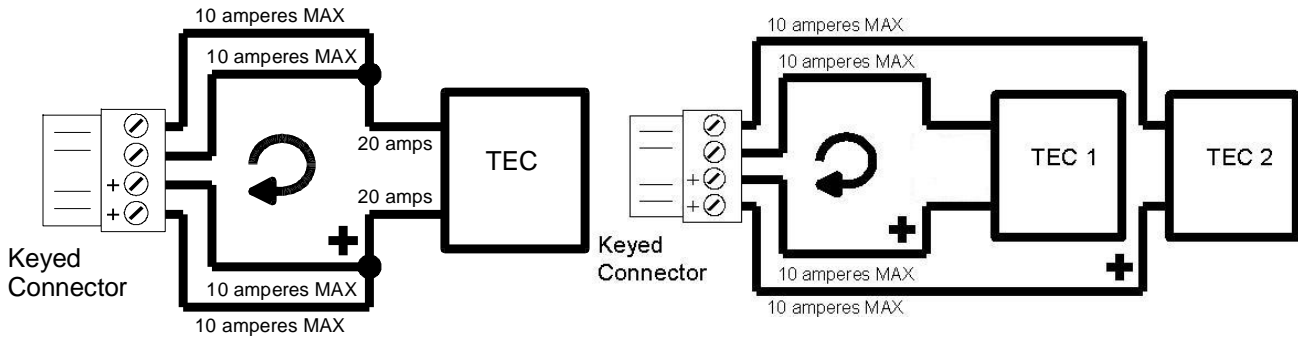 10 amperes MAX
10 amperes MAX
20 amps
TEC
20 amps
+
+
+
Keyed
Connector
10 amperes MAX
10 amperes MAX
10 amperes MAX
10 amperes MAX
TEC 1
TEC 2
+
+
+
+
Keyed
Connector
10 amperes MAX
10 amperes MAX